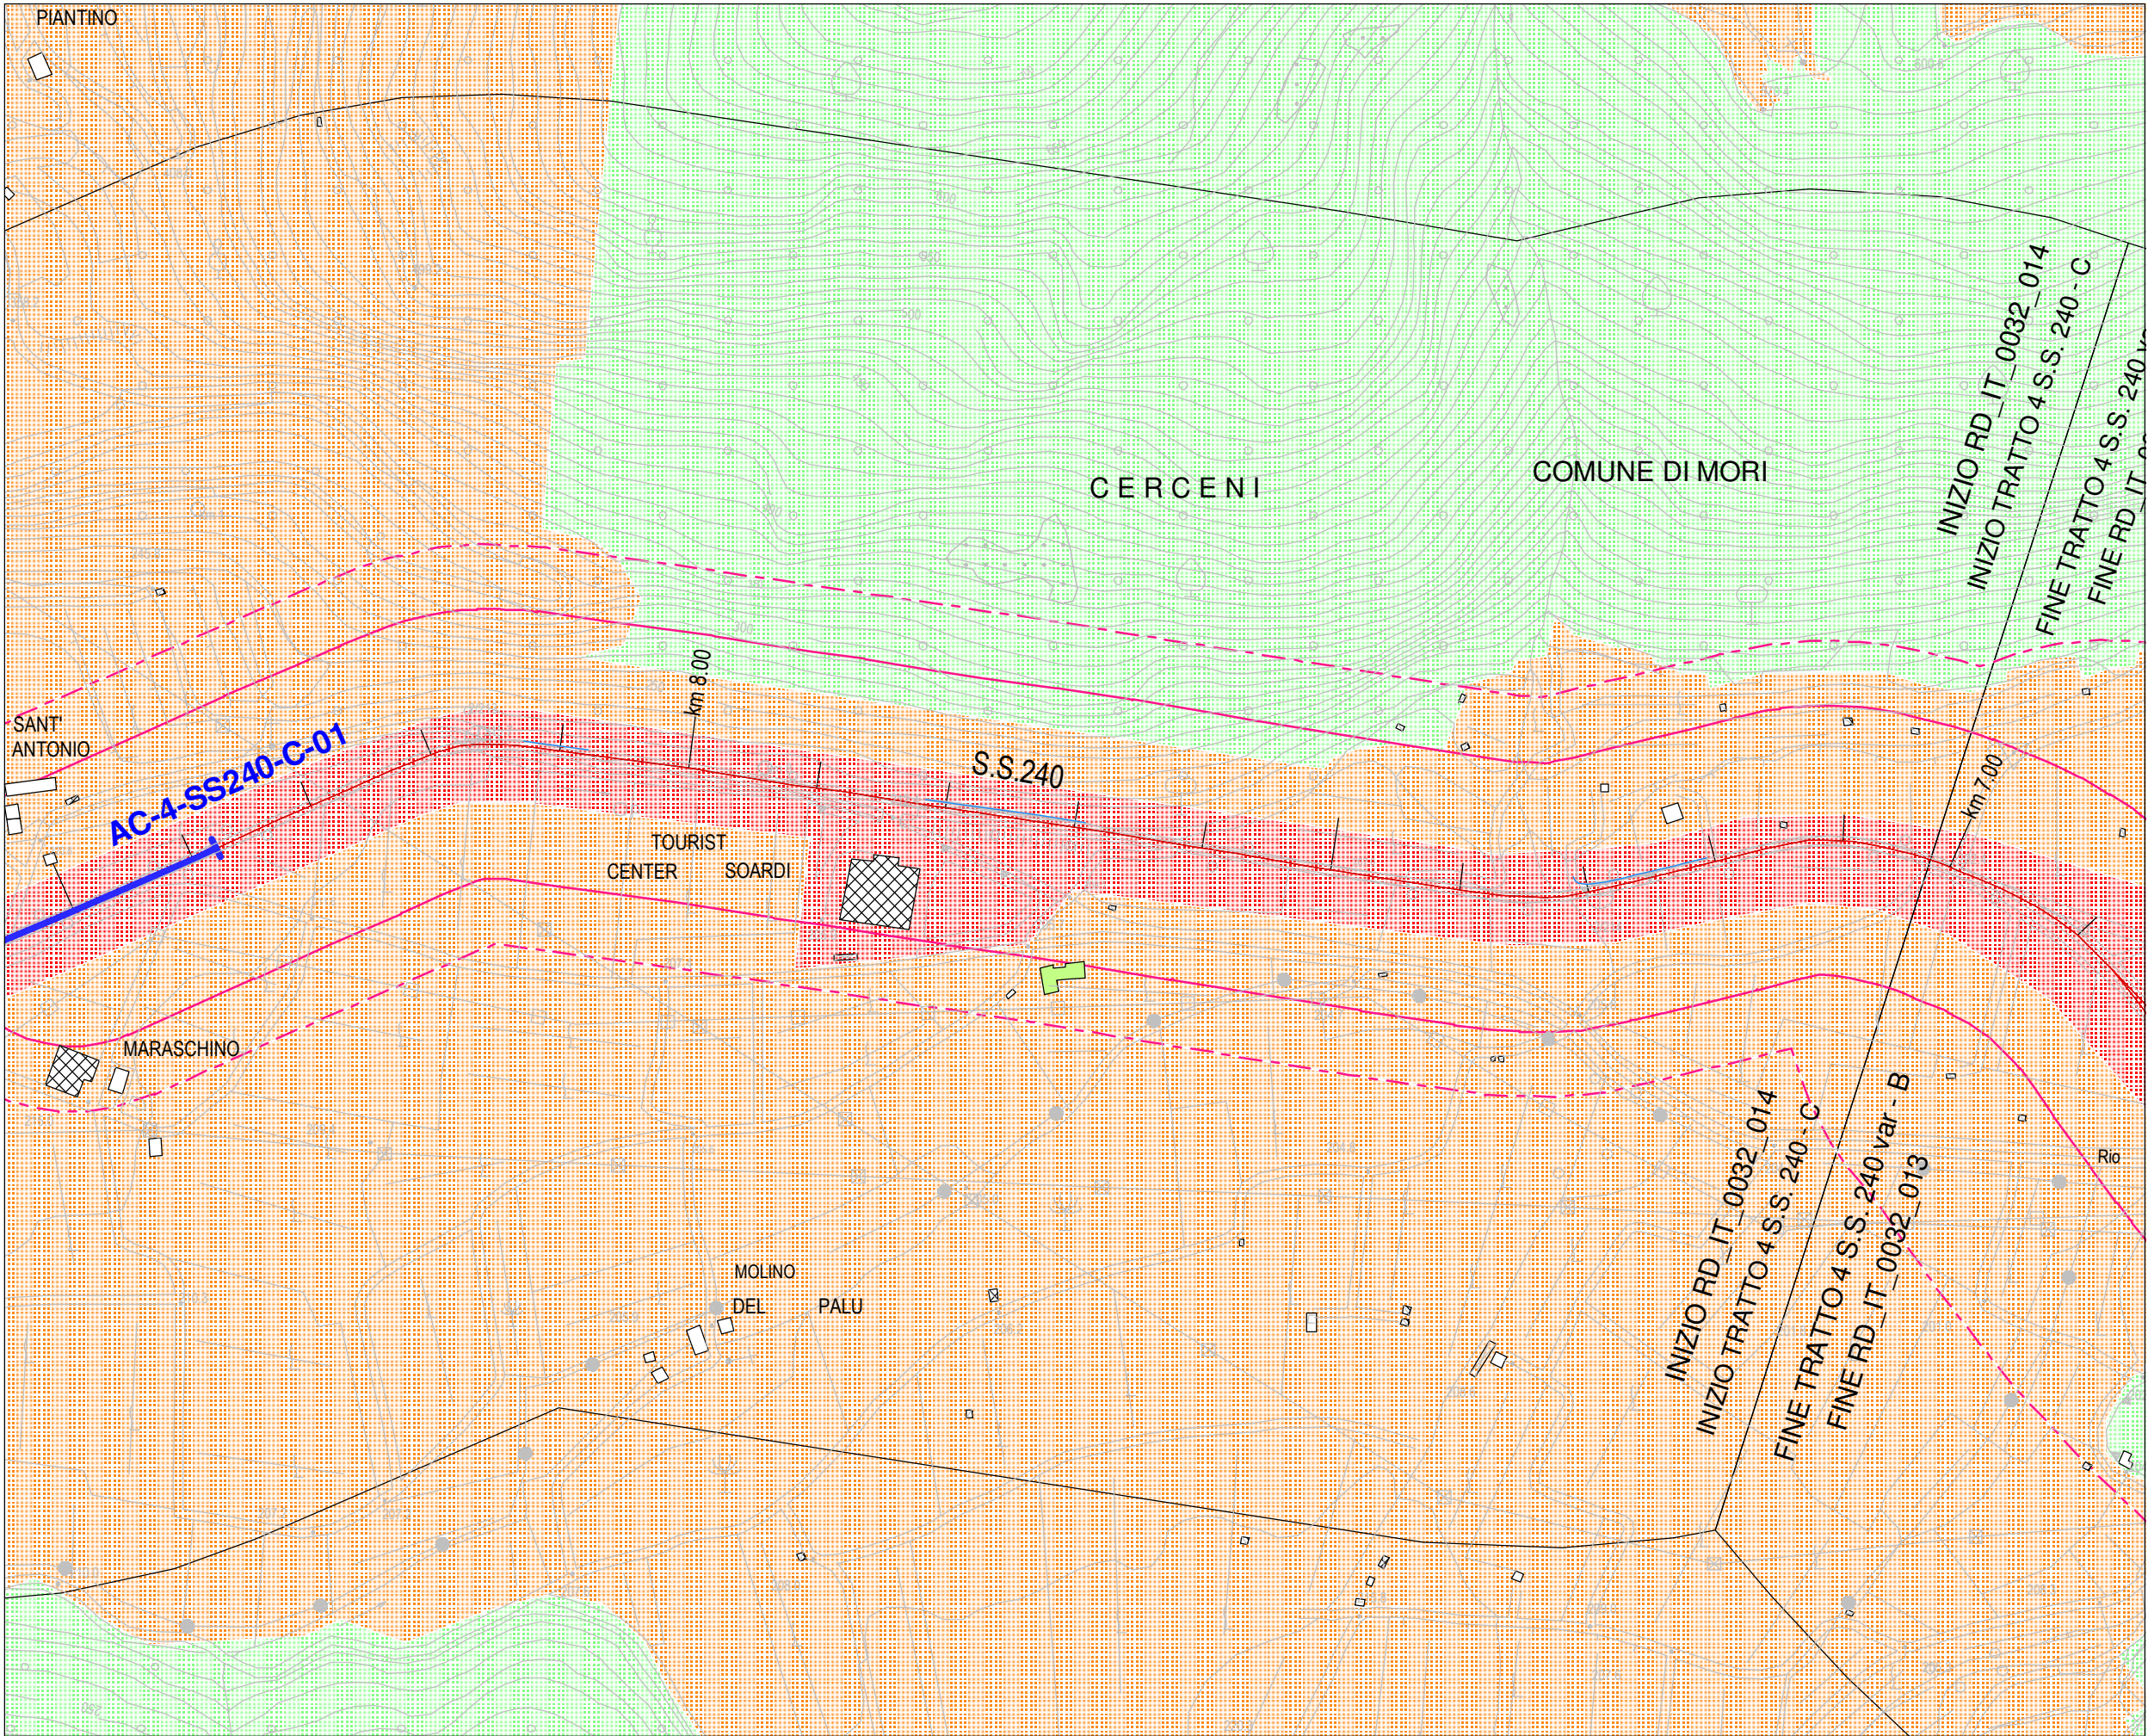 PIANTINO
INIZIO RD_IT_0032_014
INIZIO TRATTO 4 S.S. 240 - C
FINE TRATTO 4 S.S. 240
FINE RD_IT
CERCENI
COMUNE DI MORI
km 8.00
SANT'
ANTONIO
AC-4-SS240-C-01
S.S.240
km 7.00
TOURIST
CENTER SOARDI
MARASCHINO
INIZIO RD_IT_0032_014
INIZIO TRATTO 4 S.S. 240 - C
FINE TRATTO 4 S.S. 240 var - B
FINE RD_IT_0032_013
Rio
MOLINO
DEL PALU